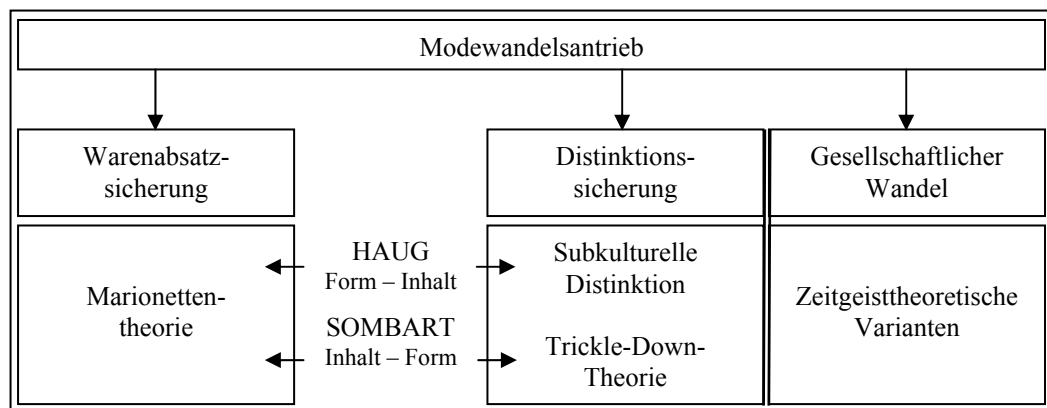 Modewandelsantrieb
Warenabsatz-
sicherung
Distinktions-
sicherung
Gesellschaftlicher
Wandel
Marionetten-
theorie
HAUG
Form – Inhalt
SOMBART
Inhalt – Form
Subkulturelle
Distinktion
Trickle-Down-
Theorie
Zeitgeisttheoretische
Varianten